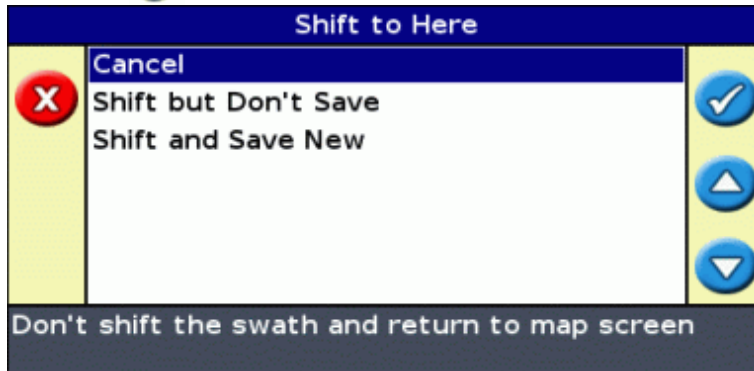 Shift to Here
Cancel
Shift but Don't Save
Shift and Save New
Don't shift the swath and return to map screen